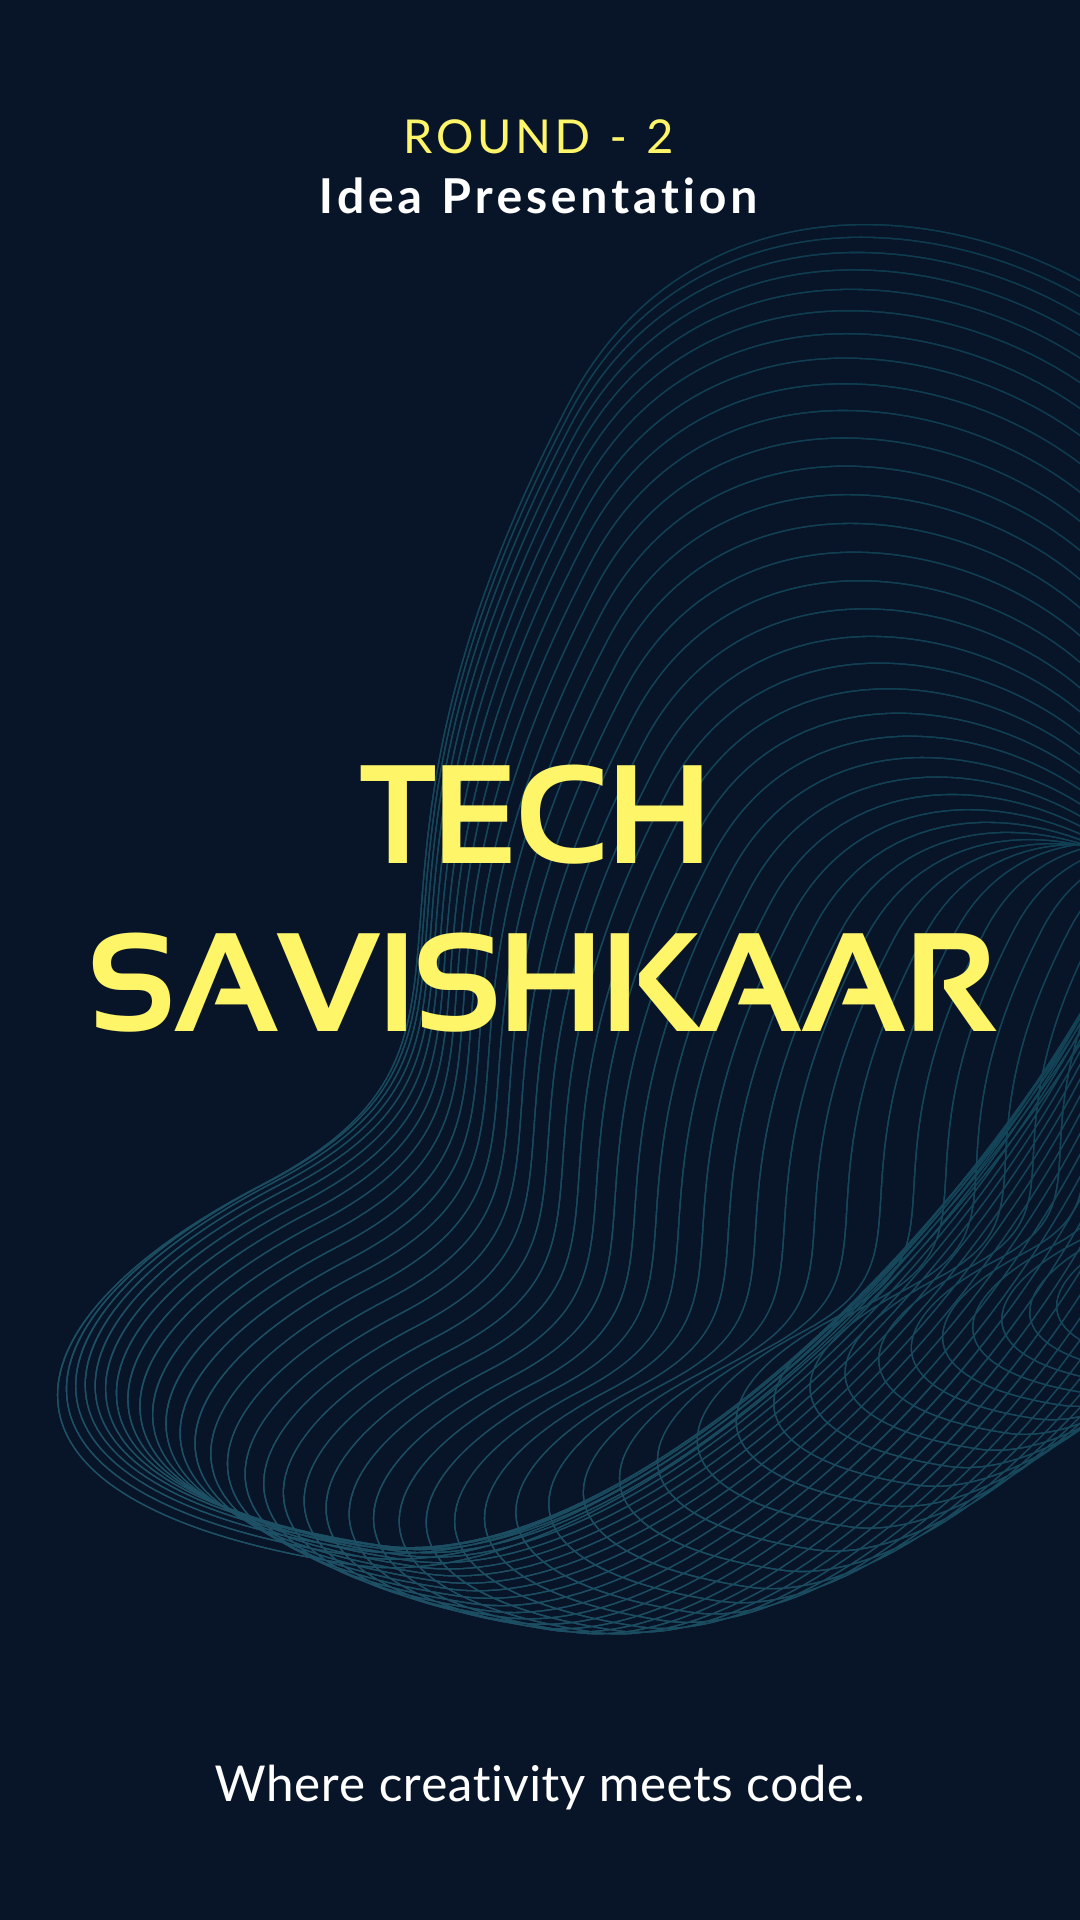 ROUND - 2
Idea Presentation
TECH
SAVISHKAAR
Where creativity meets code.